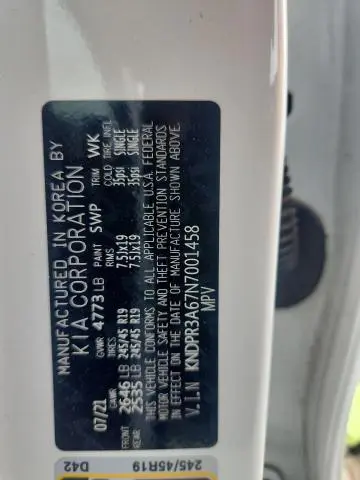 MANUFACTURED IN KOREA BY
KIA CORPORATION
07/21 GVWR 4773 LB PAINT SWP TRIM WK
GAWR TIRES RIMS COLD TIRE INFL
FRONT 2646 LB 245/45 R19 7.5Jx19 35psi SINGLE
REAR 2535 LB 245/45 R19 7.5Jx19 35psi SINGLE
THIS VEHICLE CONFORMS TO ALL APPLICABLE U.S.A. FEDERAL
MOTOR VEHICLE SAFETY AND THEFT PREVENTION STANDARDS
IN EFFECT ON THE DATE OF MANUFACTURE SHOWN ABOVE.
V.I.N KNDPR3A67N7001458
MPV
D42 245/45R19